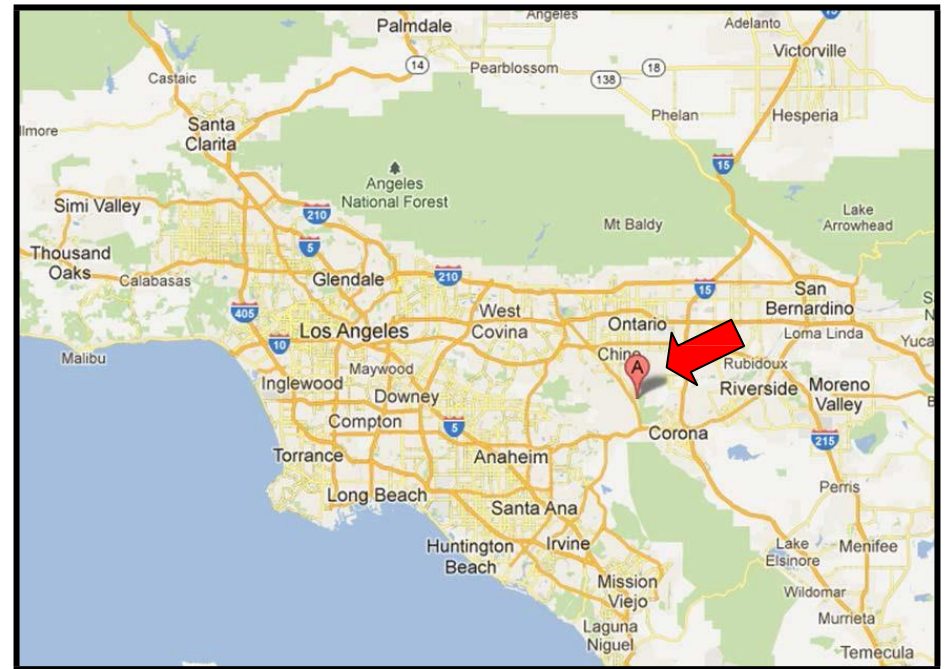 Palmdale
Angeles
Adelanto
Victorville
14
Pearblossom
138
18
Castaic
Phelan
Hesperia
lmore
Santa
Clarita
15
Angeles
National Forest
Simi Valley
210
Mt Baldy
Lake
Arrowhead
5
Thousand
Oaks
Calabasas
Glendale
210
15
San
Bernardino
405
West
Covina
Ontario
Los Angeles
Loma Linda
Yuca
10
Malibu
Chino
Maywood
A
Rubidoux
Inglewood
Downey
Riverside
Moreno
Valley
Compton
5
Corona
215
Torrance
Anaheim
Long Beach
Perris
Santa Ana
Huntington
Beach
Irvine
Lake
Elsinore
Menifee
Mission
Viejo
Wildomar
Laguna
Niguel
Murrieta
Temecula